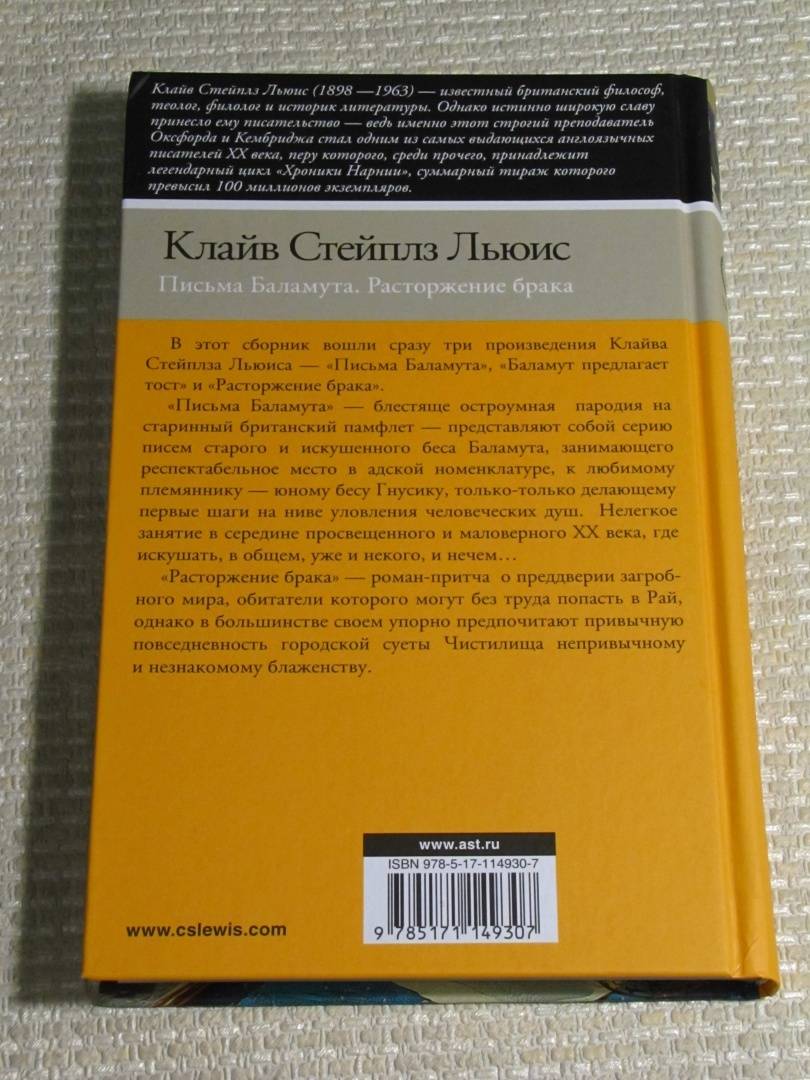 Клайв Стейплз Льюис (1898 —1963) — известный британский философ,
теолог, филолог и историк литературы. Однако истинно широкую славу
принесло ему писательство — ведь именно этот строгий преподаватель
Оксфорда и Кембриджа стал одним из самых выдающихся англоязычных
писателей XX века, перу которого, среди прочего, принадлежит
легендарный цикл «Хроники Нарнии», суммарный тираж которого
превысил 100 миллионов экземпляров.
Клайв Стейплз Льюис
Письма Баламута. Расторжение брака
В этот сборник вошли сразу три произведения Клайва
Стейплза Льюиса — «Письма Баламута», «Баламут предлагает
тост» и «Расторжение брака».
«Письма Баламута» — блестяще остроумная пародия на
старинный британский памфлет — представляют собой серию
писем старого и искушенного беса Баламута, занимающего
респектабельное место в адской номенклатуре, к любимому
племяннику — юному бесу Гнусику, только-только делающему
первые шаги на ниве уловления человеческих душ. Нелегкое
занятие в середине просвещенного и маловерного XX века, где
искушать, в общем, уже и некого, и нечем...
«Расторжение брака» — роман-притча о преддверии загроб-
ного мира, обитатели которого могут без труда попасть в Рай,
однако в большинстве своем упорно предпочитают привычную
повседневность городской суеты Чистилища непривычному
и незнакомому блаженству.
www.ast.ru
ISBN 978-5-17-114930-7
9 785171 149307
www.cslewis.com